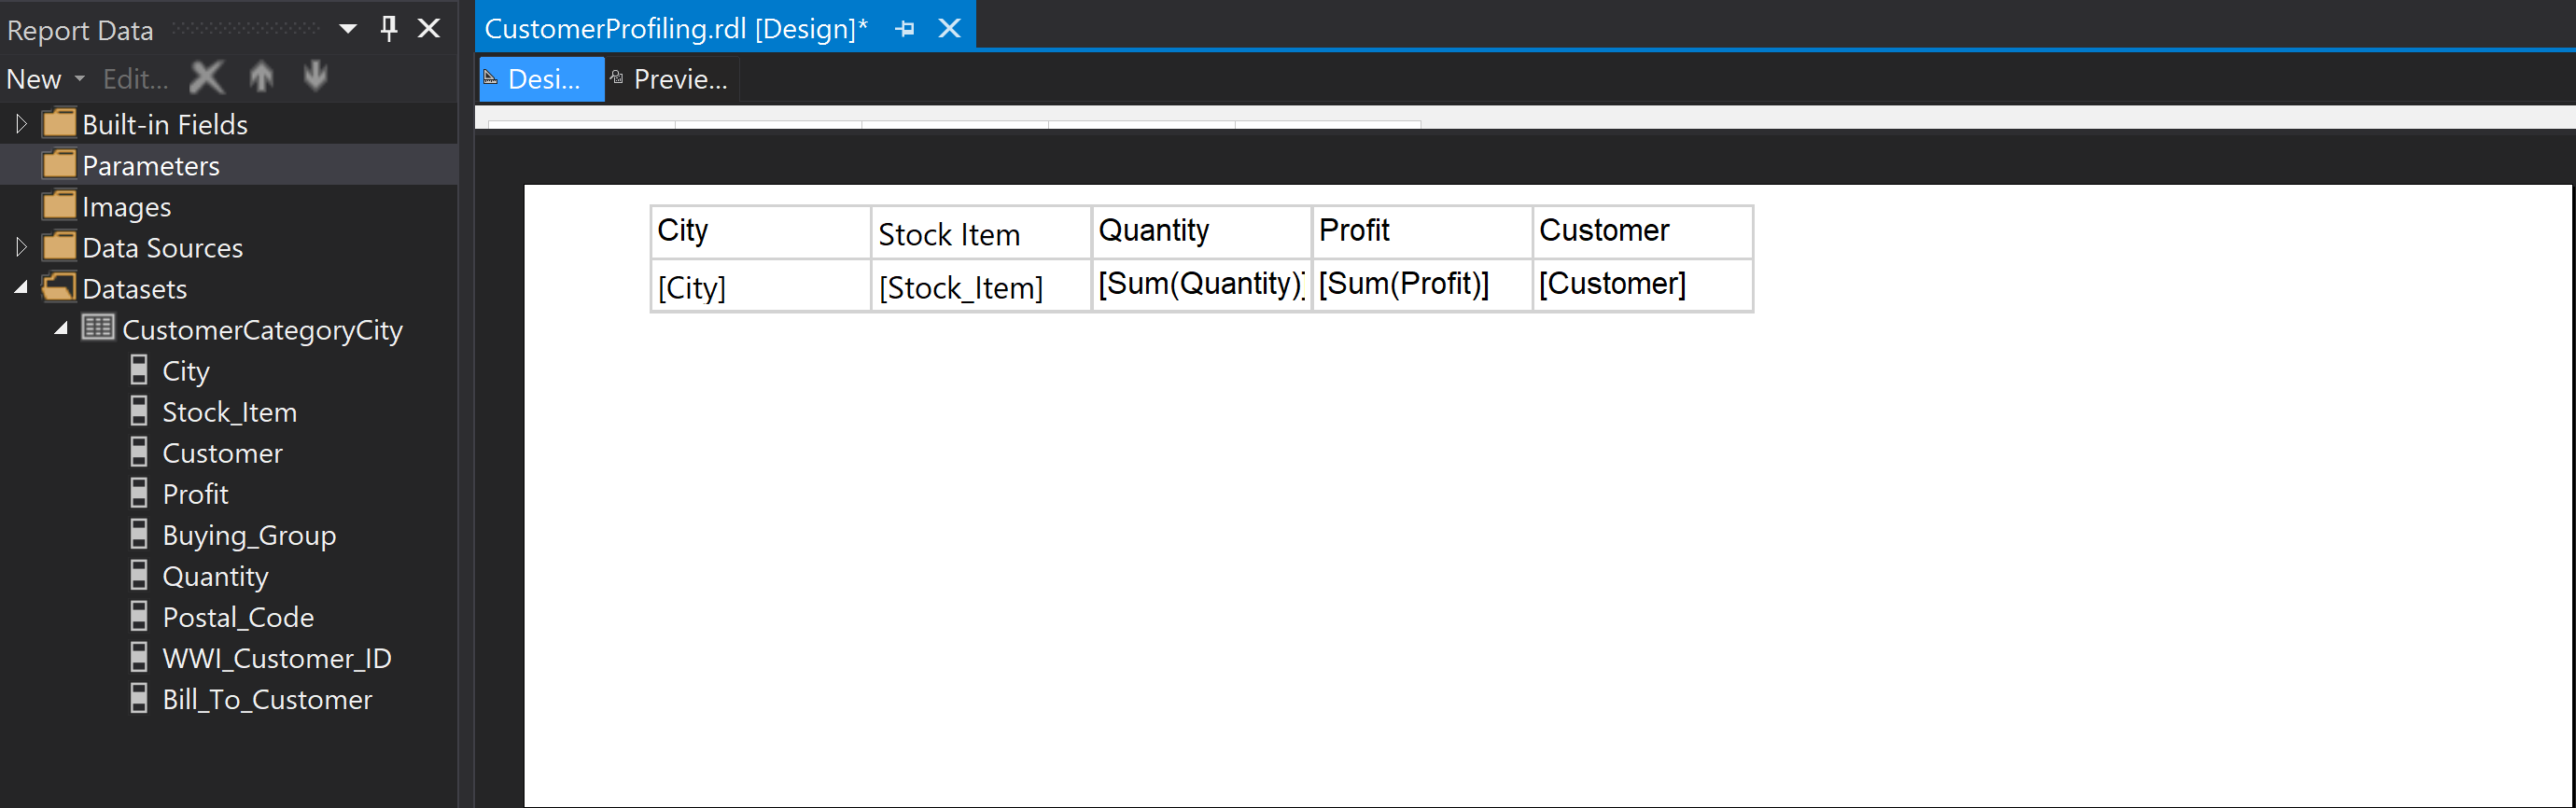 Report Data
New Edit...
Built-in Fields
Parameters
Images
Data Sources
Datasets
CustomerCategoryCity
City
Stock_Item
Customer
Profit
Buying_Group
Quantity
Postal_Code
WWI_Customer_ID
Bill_To_Customer
CustomerProfiling.rdl [Design]*
Desi... Previe...
City Stock Item Quantity Profit Customer
[City] [Stock_Item] [Sum(Quantity)] [Sum(Profit)] [Customer]